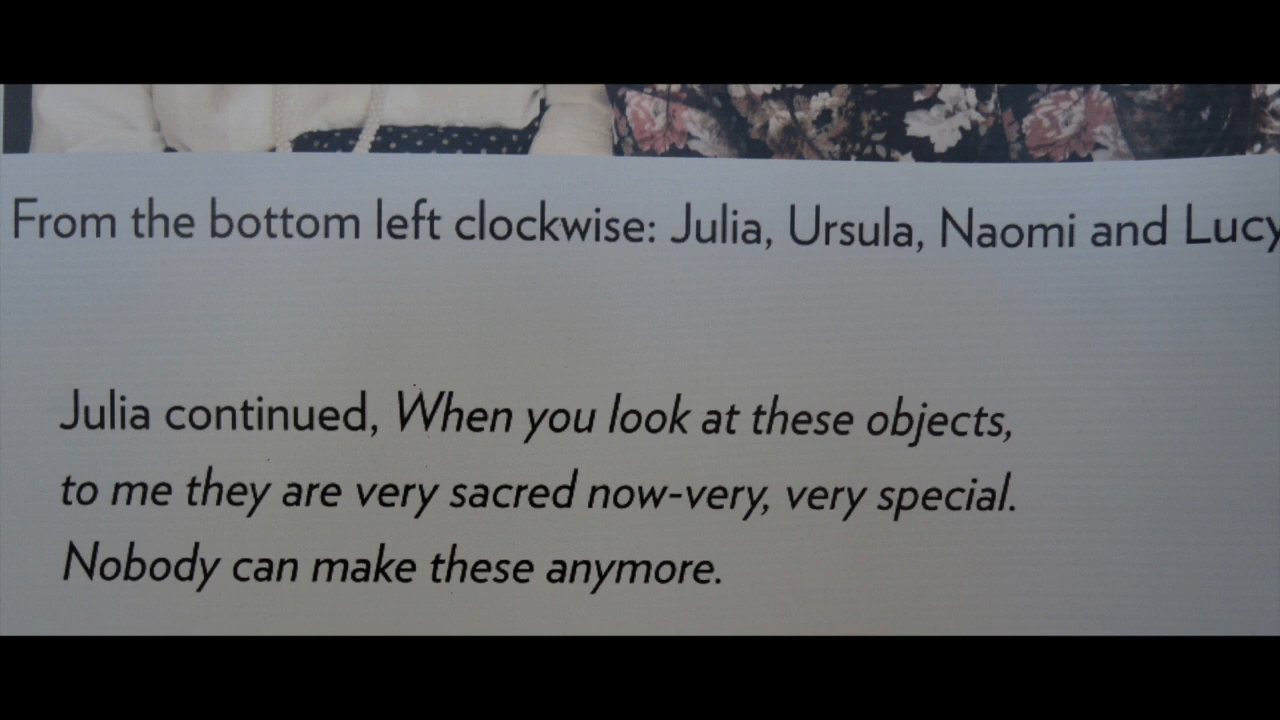 From the bottom left clockwise: Julia, Ursula, Naomi and Lucy
Julia continued, When you look at these objects,
to me they are very sacred now-very, very special.
Nobody can make these anymore.